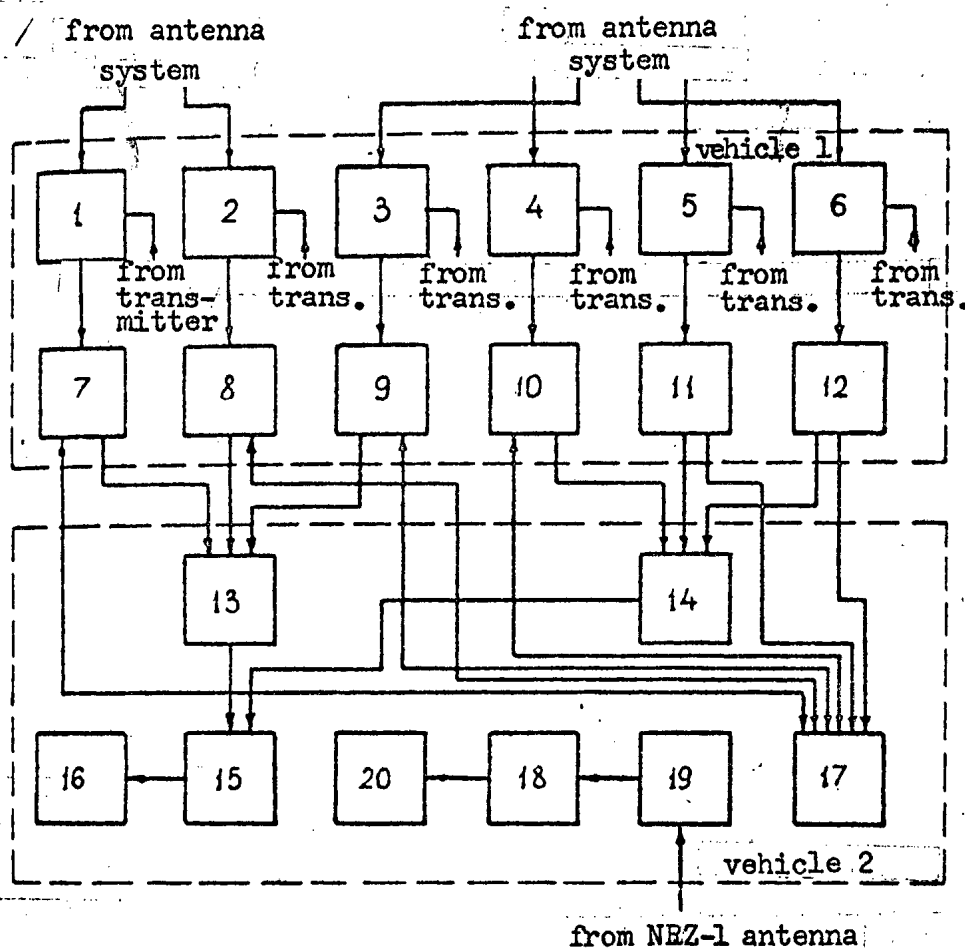 from antenna
system
from antenna
system
vehicle 1
1
2
3
4
5
6
from
trans-
mitter
from
trans.
from
trans.
from
trans.
from
trans.
from
trans.
7
8
9
10
11
12
13
14
16
15
20
18
19
17
vehicle 2
from NRZ-1 antenna